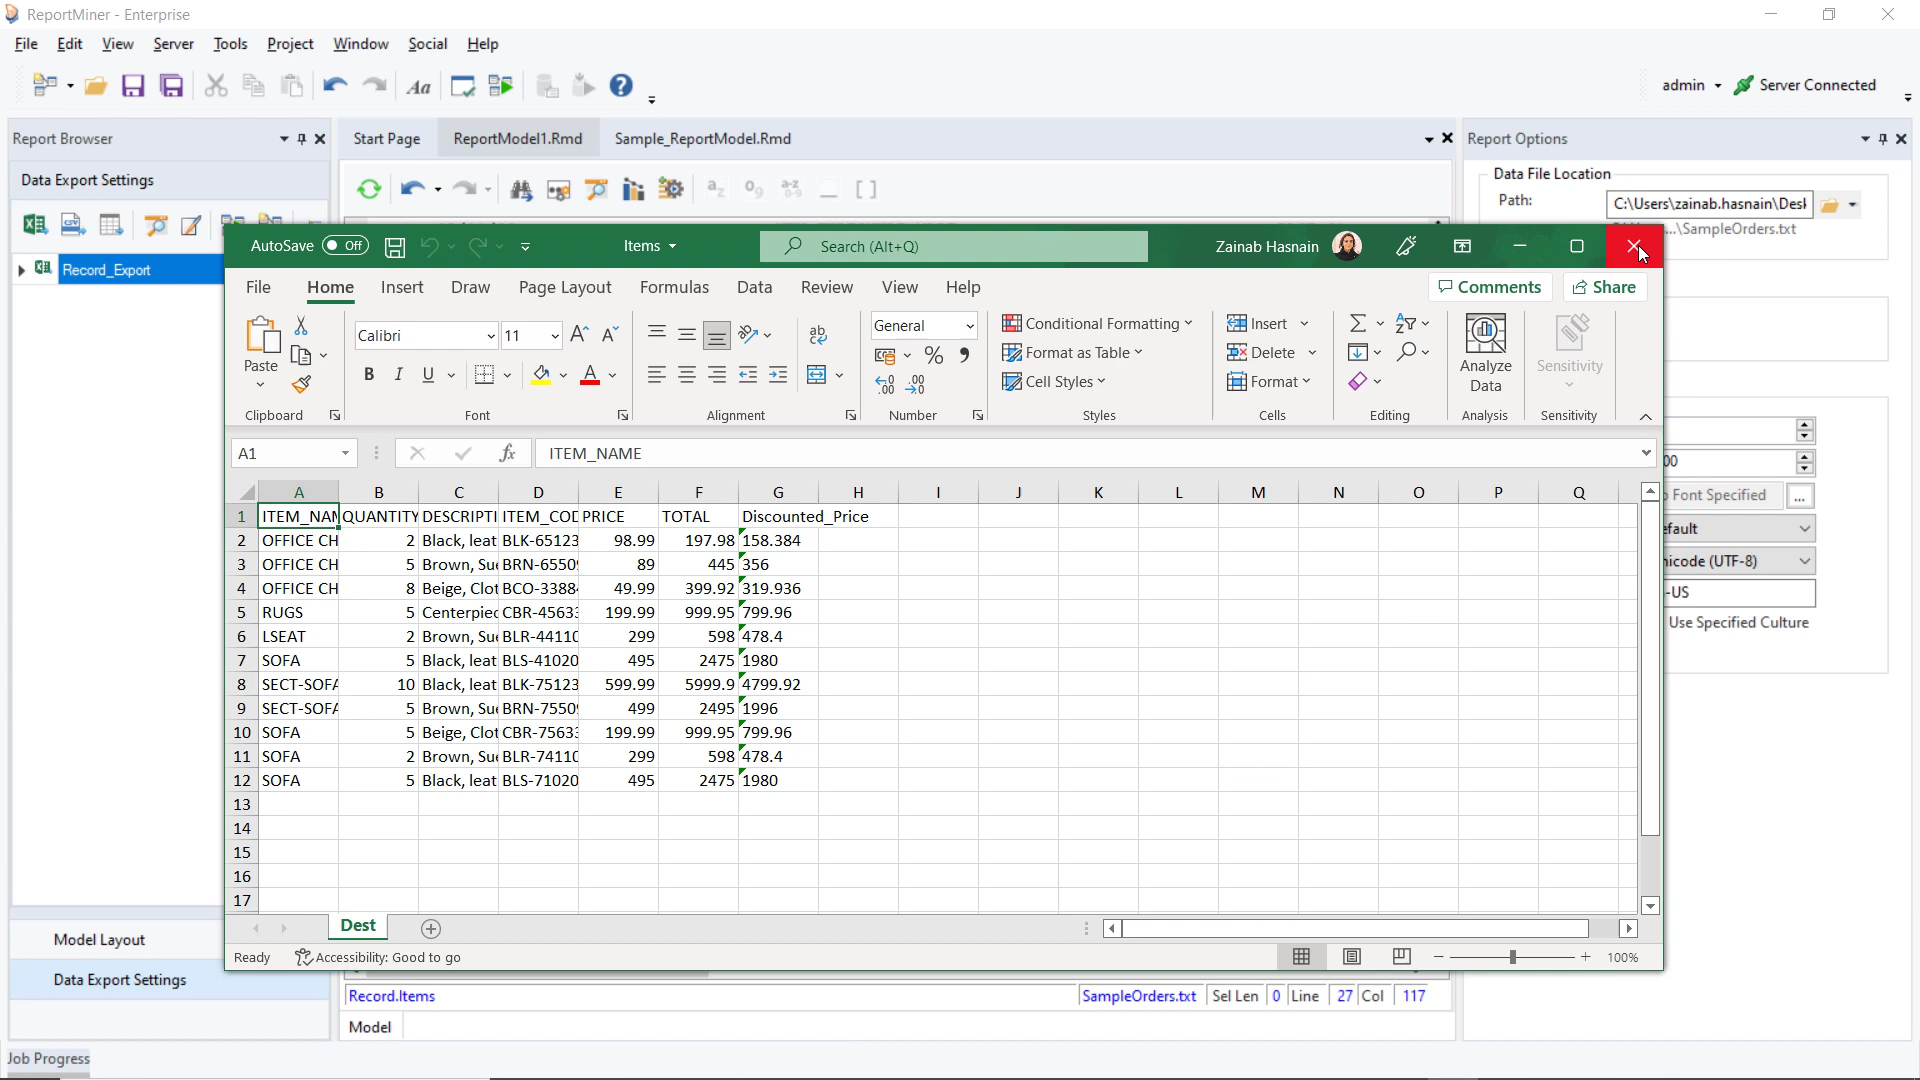 ReportMiner - Enterprise
File Edit View Server Tools Project Window Social Help
Aa
admin Server Connected
Report Browser
Start Page ReportModel1.Rmd Sample_ReportModel.Rmd
Report Options
Data Export Settings
Data File Location
Path: C:\Users\zainab.hasnain\Desl
...\SampleOrders.txt
Record_Export
AutoSave Off Items Search (Alt+Q) Zainab Hasnain
File Home Insert Draw Page Layout Formulas Data Review View Help Comments Share
Paste
Calibri 11
B I U
ab
General
Conditional Formatting
Format as Table
Cell Styles
Insert
Delete
Format
Analyze Data
Sensitivity
Clipboard Font Alignment Number Styles Cells Editing Analysis Sensitivity
A1 fx ITEM_NAME
A B C D E F G H I J K L M N O P Q
1 ITEM_NAM QUANTITY DESCRIPTI ITEM_COD PRICE TOTAL Discounted_Price
2 OFFICE CH 2 Black, leat BLK-65123 98.99 197.98 158.384
3 OFFICE CH 5 Brown, Sue BRN-6550 89 445 356
4 OFFICE CH 8 Beige, Clot BCO-3388 49.99 399.92 319.936
5 RUGS 5 Centerpiec CBR-4563 199.99 999.95 799.96
6 LSEAT 2 Brown, Sue BLR-44110 299 598 478.4
7 SOFA 5 Black, leat BLS-41020 495 2475 1980
8 SECT-SOFA 10 Black, leat BLK-75123 599.99 5999.9 4799.92
9 SECT-SOFA 5 Brown, Sue BRN-7550 499 2495 1996
10 SOFA 5 Beige, Clot CBR-7563 199.99 999.95 799.96
11 SOFA 2 Brown, Sue BLR-74110 299 598 478.4
12 SOFA 5 Black, leat BLS-71020 495 2475 1980
13
14
15
16
17
00
Font Specified ...
efault
nicode (UTF-8)
-US
Use Specified Culture
Dest
Ready Accessibility: Good to go 100%
Model Layout
Data Export Settings
Record.Items SampleOrders.txt Sel Len 0 Line 27 Col 117
Model
Job Progress